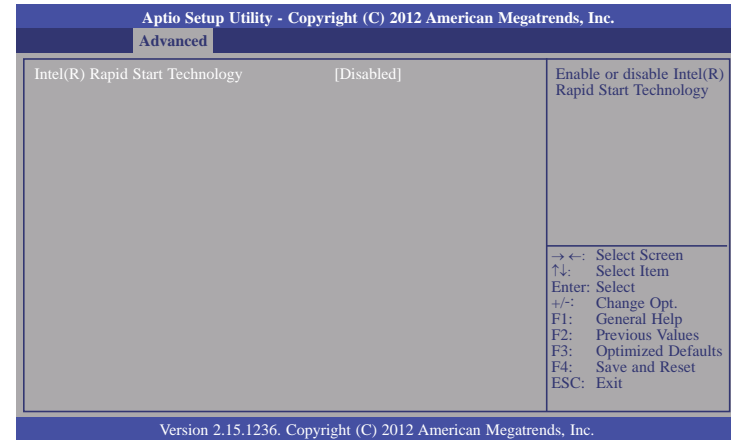 Aptio Setup Utility - Copyright (C) 2012 American Megatrends, Inc.
Advanced
Intel(R) Rapid Start Technology [Disabled]
Enable or disable Intel(R)
Rapid Start Technology
→←: Select Screen
↑↓: Select Item
Enter: Select
+/-: Change Opt.
F1: General Help
F2: Previous Values
F3: Optimized Defaults
F4: Save and Reset
ESC: Exit
Version 2.15.1236. Copyright (C) 2012 American Megatrends, Inc.